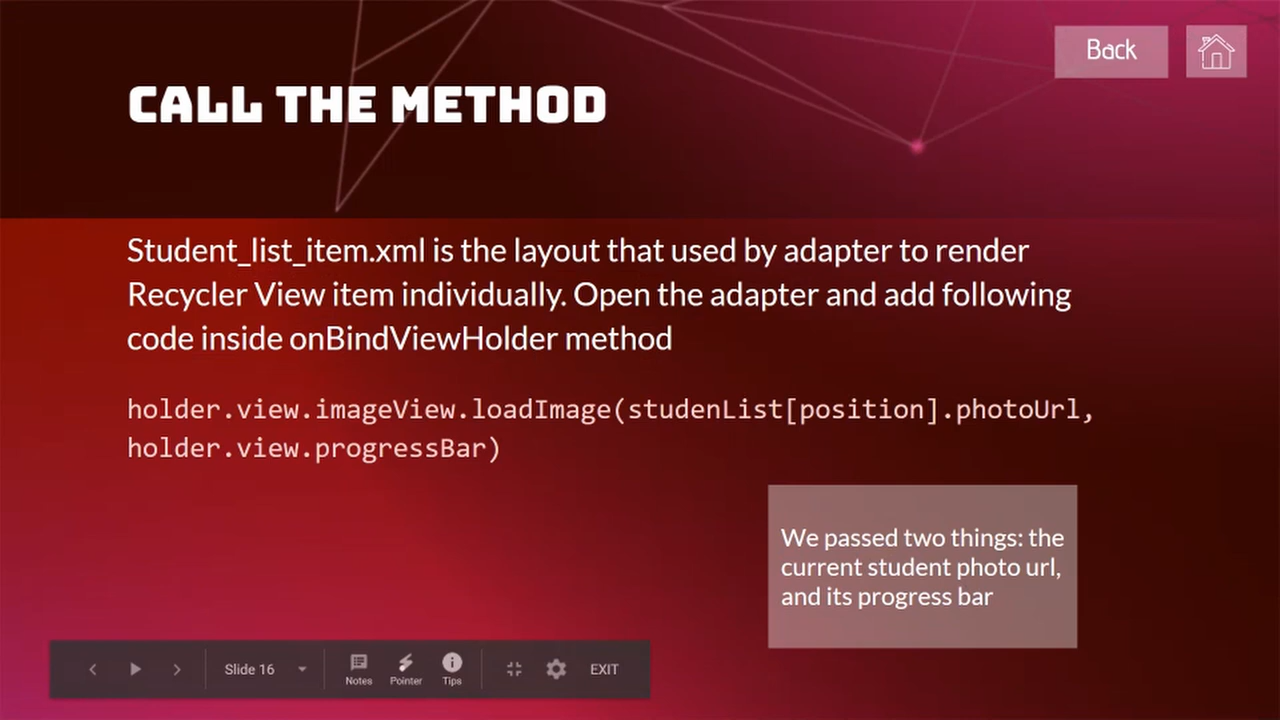 Back
CALL THE METHOD
Student_list_item.xml is the layout that used by adapter to render
Recycler View item individually. Open the adapter and add following
code inside onBindViewHolder method
holder.view.imageView.loadImage(studenList[position].photoUrl,
holder.view.progressBar)
We passed two things: the
current student photo url,
and its progress bar
Slide 16
Notes
Pointer
Tips
EXIT